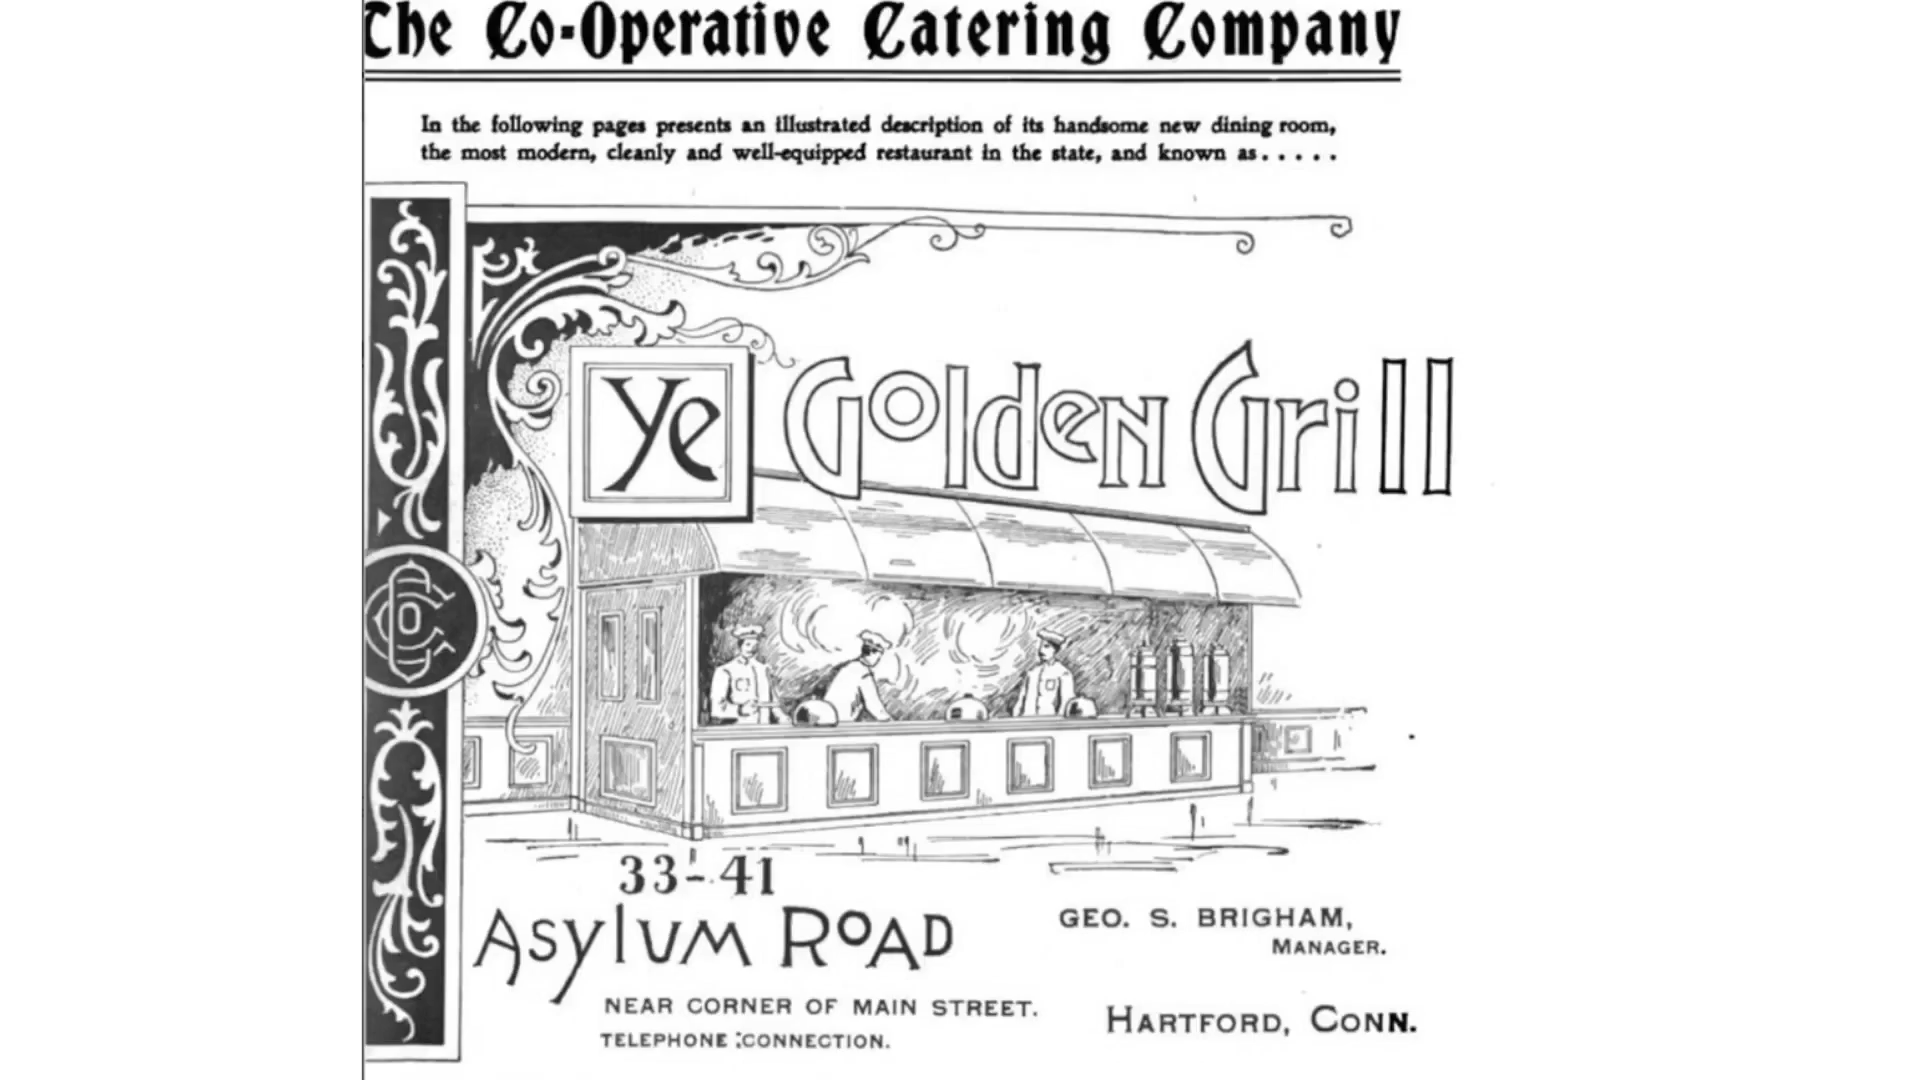 The Co-Operative Catering Company
In the following pages presents an illustrated description of its handsome new dining room,
the most modern, cleanly and well-equipped restaurant in the state, and known as.....
Ye Golden Grill
33-41
Asylum Road
GEO. S. BRIGHAM,
MANAGER.
NEAR CORNER OF MAIN STREET.
TELEPHONE CONNECTION.
HARTFORD, CONN.